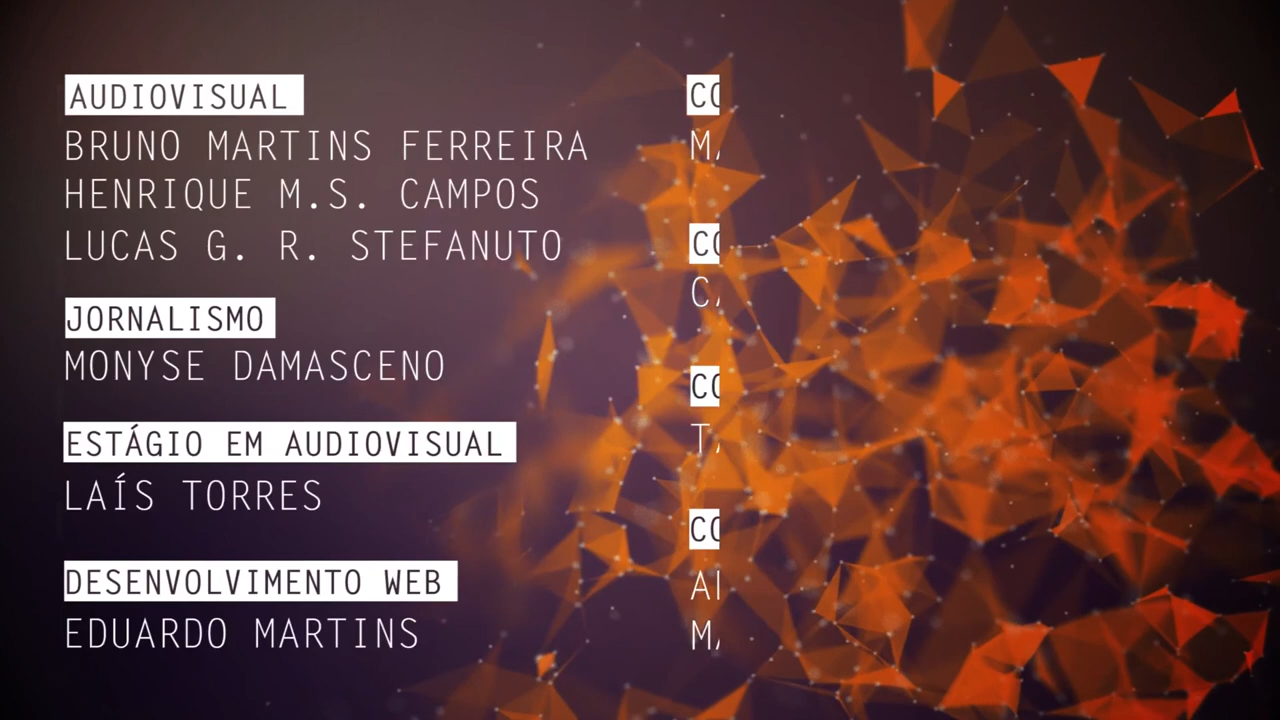 AUDIOVISUAL
BRUNO MARTINS FERREIRA
HENRIQUE M.S. CAMPOS
LUCAS G. R. STEFANUTO
JORNALISMO
MONYSE DAMASCENO
ESTÁGIO EM AUDIOVISUAL
LAÍS TORRES
DESENVOLVIMENTO WEB
EDUARDO MARTINS